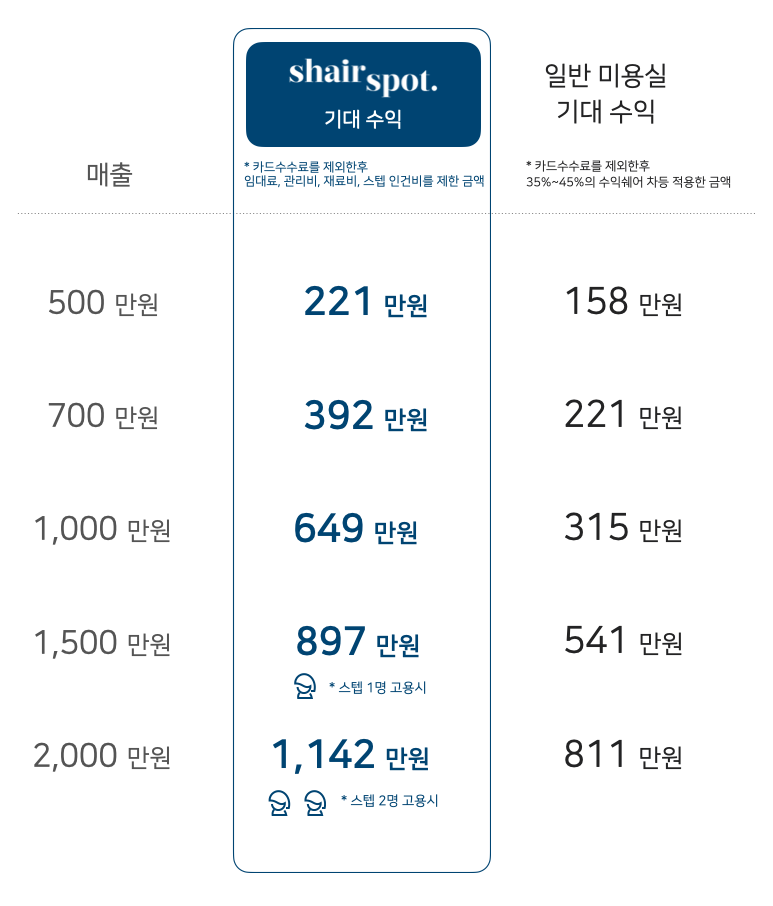 shairspot.
기대 수익
일반 미용실
기대 수익
매출
* 카드수수료를 제외한후
임대료, 관리비, 재료비, 스텝 인건비를 제한 금액
* 카드수수료를 제외한후
35%~45%의 수익쉐어 차등 적용한 금액
500 만원
221 만원
158 만원
700 만원
392 만원
221 만원
1,000 만원
649 만원
315 만원
1,500 만원
897 만원
541 만원
* 스텝 1명 고용시
2,000 만원
1,142 만원
811 만원
* 스텝 2명 고용시